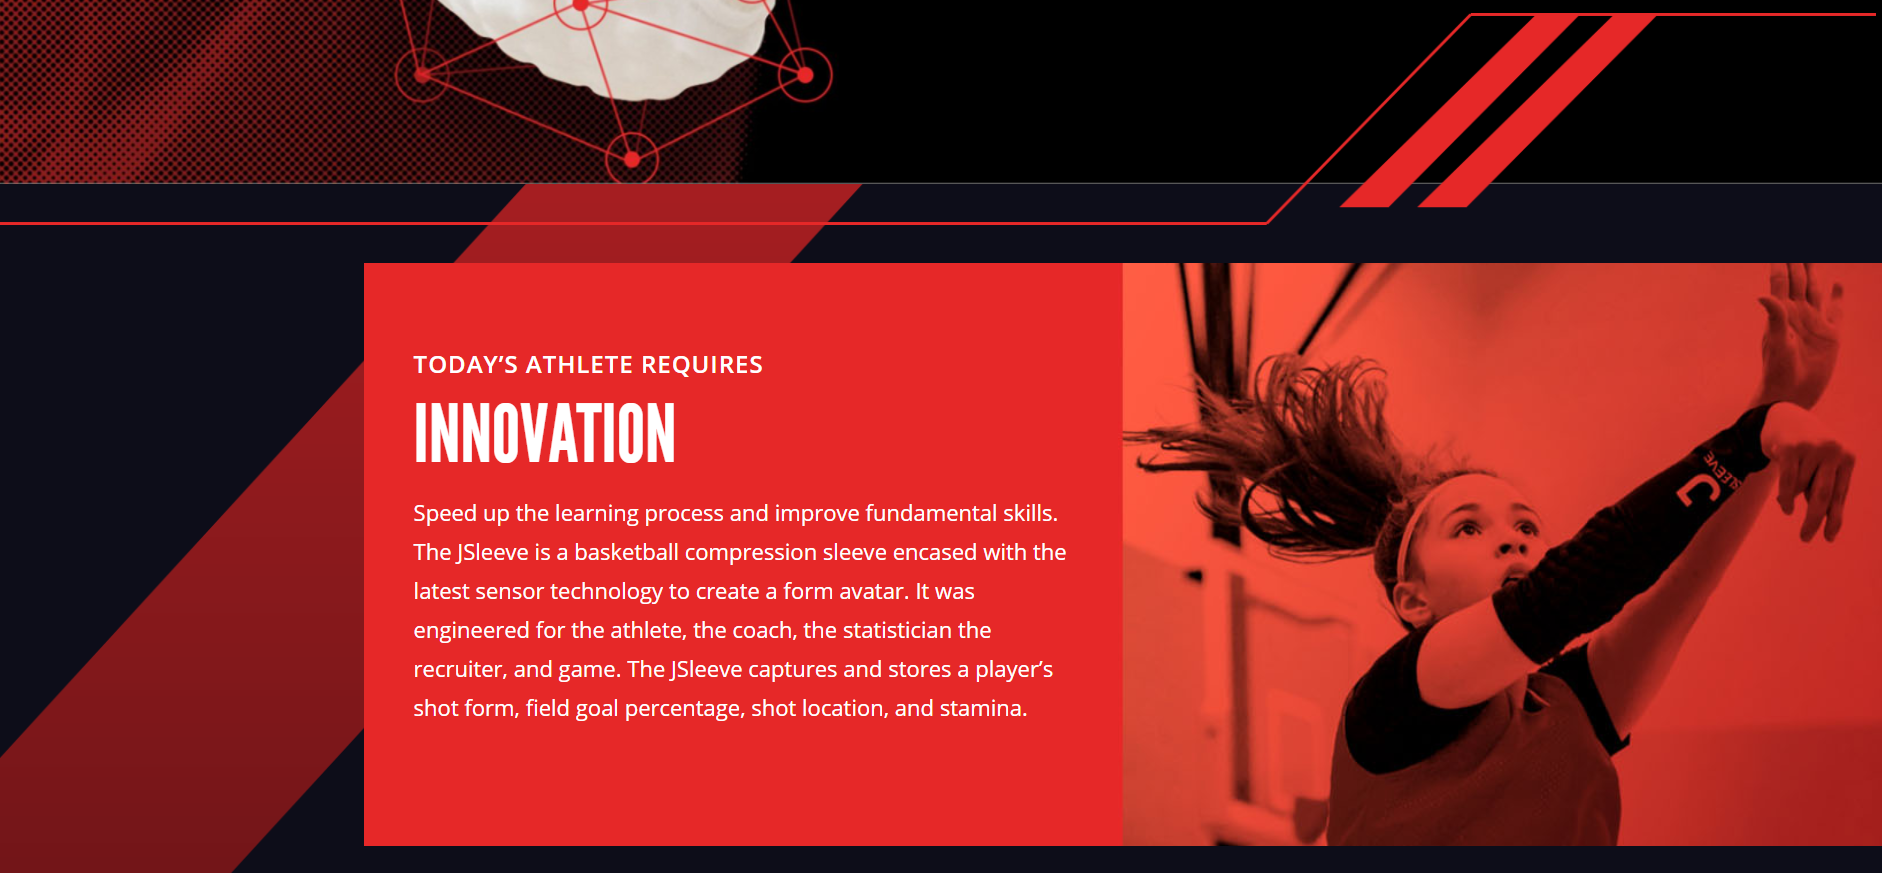 TODAY’S ATHLETE REQUIRES
INNOVATION
Speed up the learning process and improve fundamental skills.
The JSleeve is a basketball compression sleeve encased with the
latest sensor technology to create a form avatar. It was
engineered for the athlete, the coach, the statistician the
recruiter, and game. The JSleeve captures and stores a player’s
shot form, field goal percentage, shot location, and stamina.
J
SLEEVE